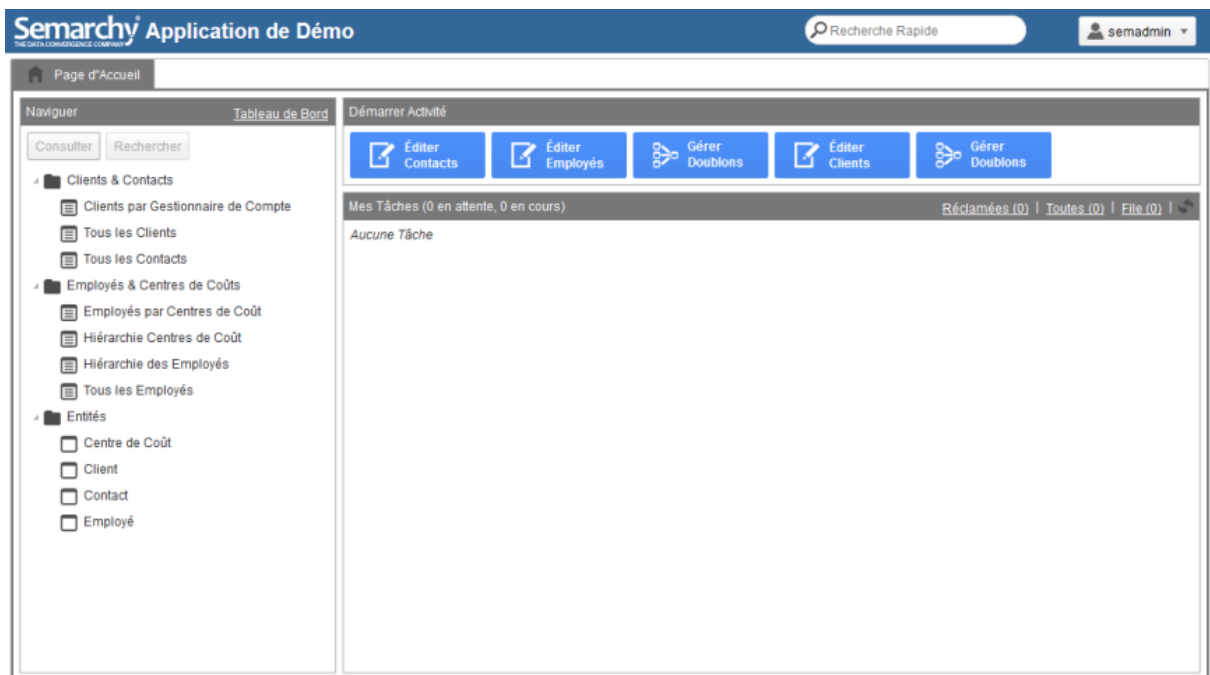 Semarchy Application de Démo
THE DATA CONVERGENCE COMPANY
Recherche Rapide
semadmin
Page d'Accueil
Naviguer Tableau de Bord
Consulter Rechercher
Clients & Contacts
Clients par Gestionnaire de Compte
Tous les Clients
Tous les Contacts
Employés & Centres de Coûts
Employés par Centres de Coût
Hiérarchie Centres de Coût
Hiérarchie des Employés
Tous les Employés
Entités
Centre de Coût
Client
Contact
Employé
Démarrer Activité
Éditer
Contacts
Éditer
Employés
Gérer
Doublons
Éditer
Clients
Gérer
Doublons
Mes Tâches (0 en attente, 0 en cours) Réclamées (0) | Toutes (0) | File (0) |
Aucune Tâche